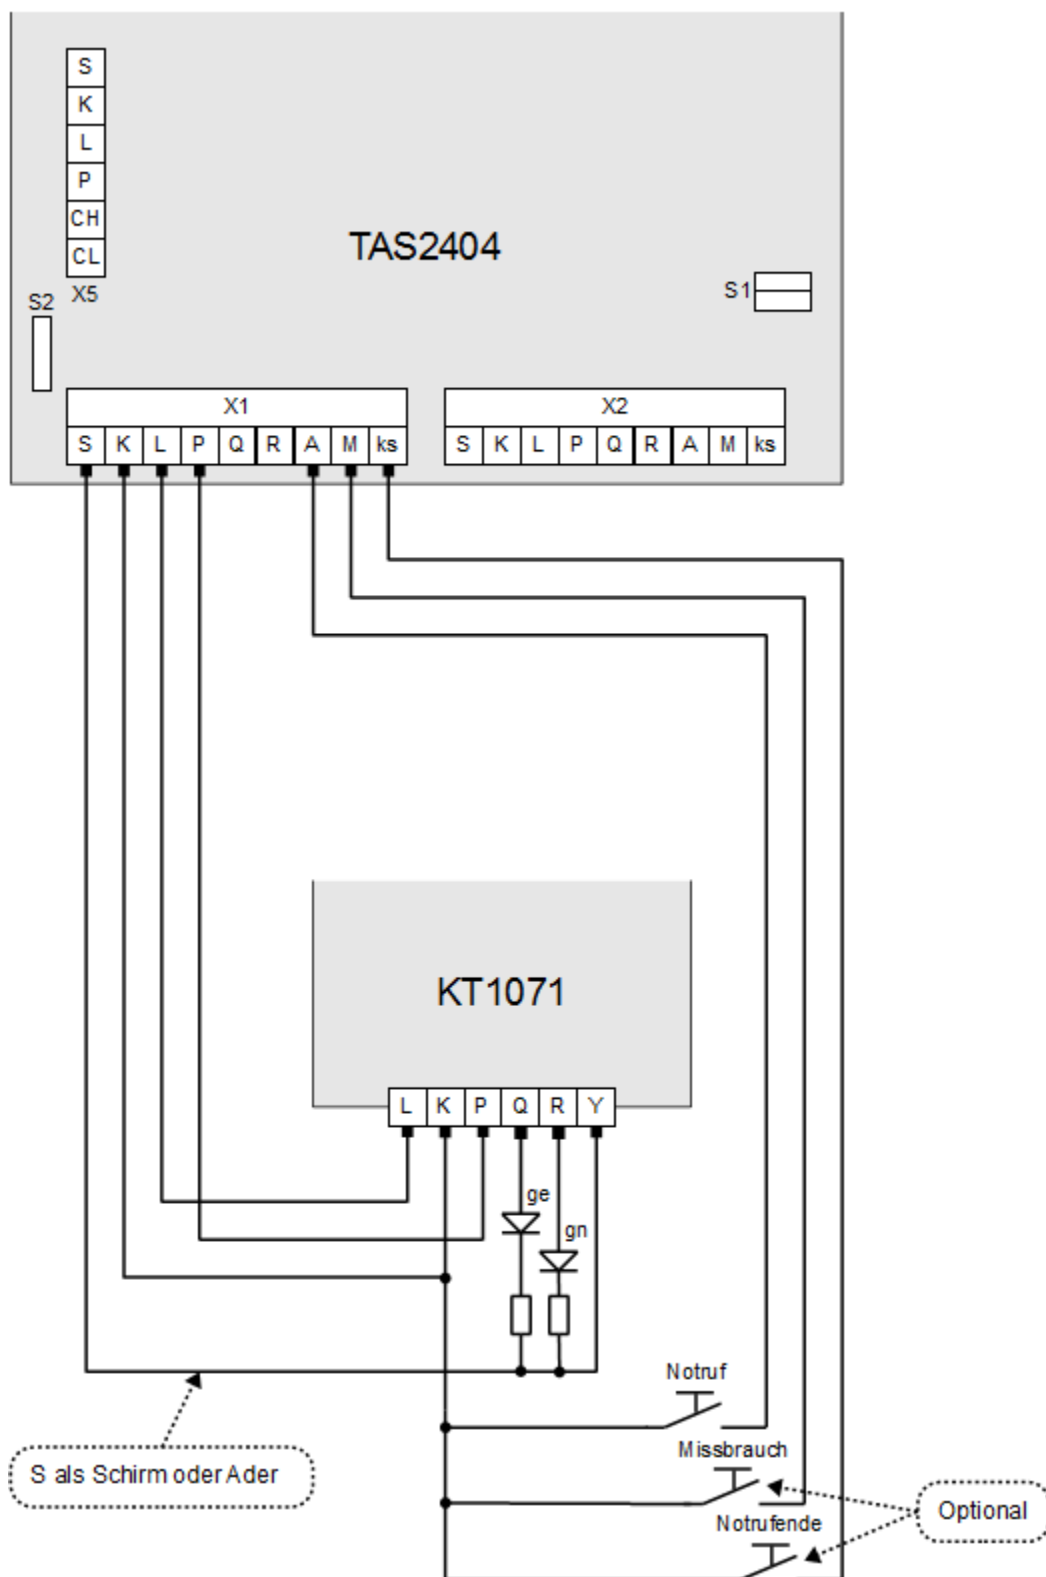 S
K
L
P
CH
CL
X5
TAS2404
S1
S2
X1
X2
S K L P Q R A M ks
S K L P Q R A M ks
KT1071
L K P Q R Y
ge
gn
Notruf
Missbrauch
S als Schirm oder Ader
Optional
Notrufende